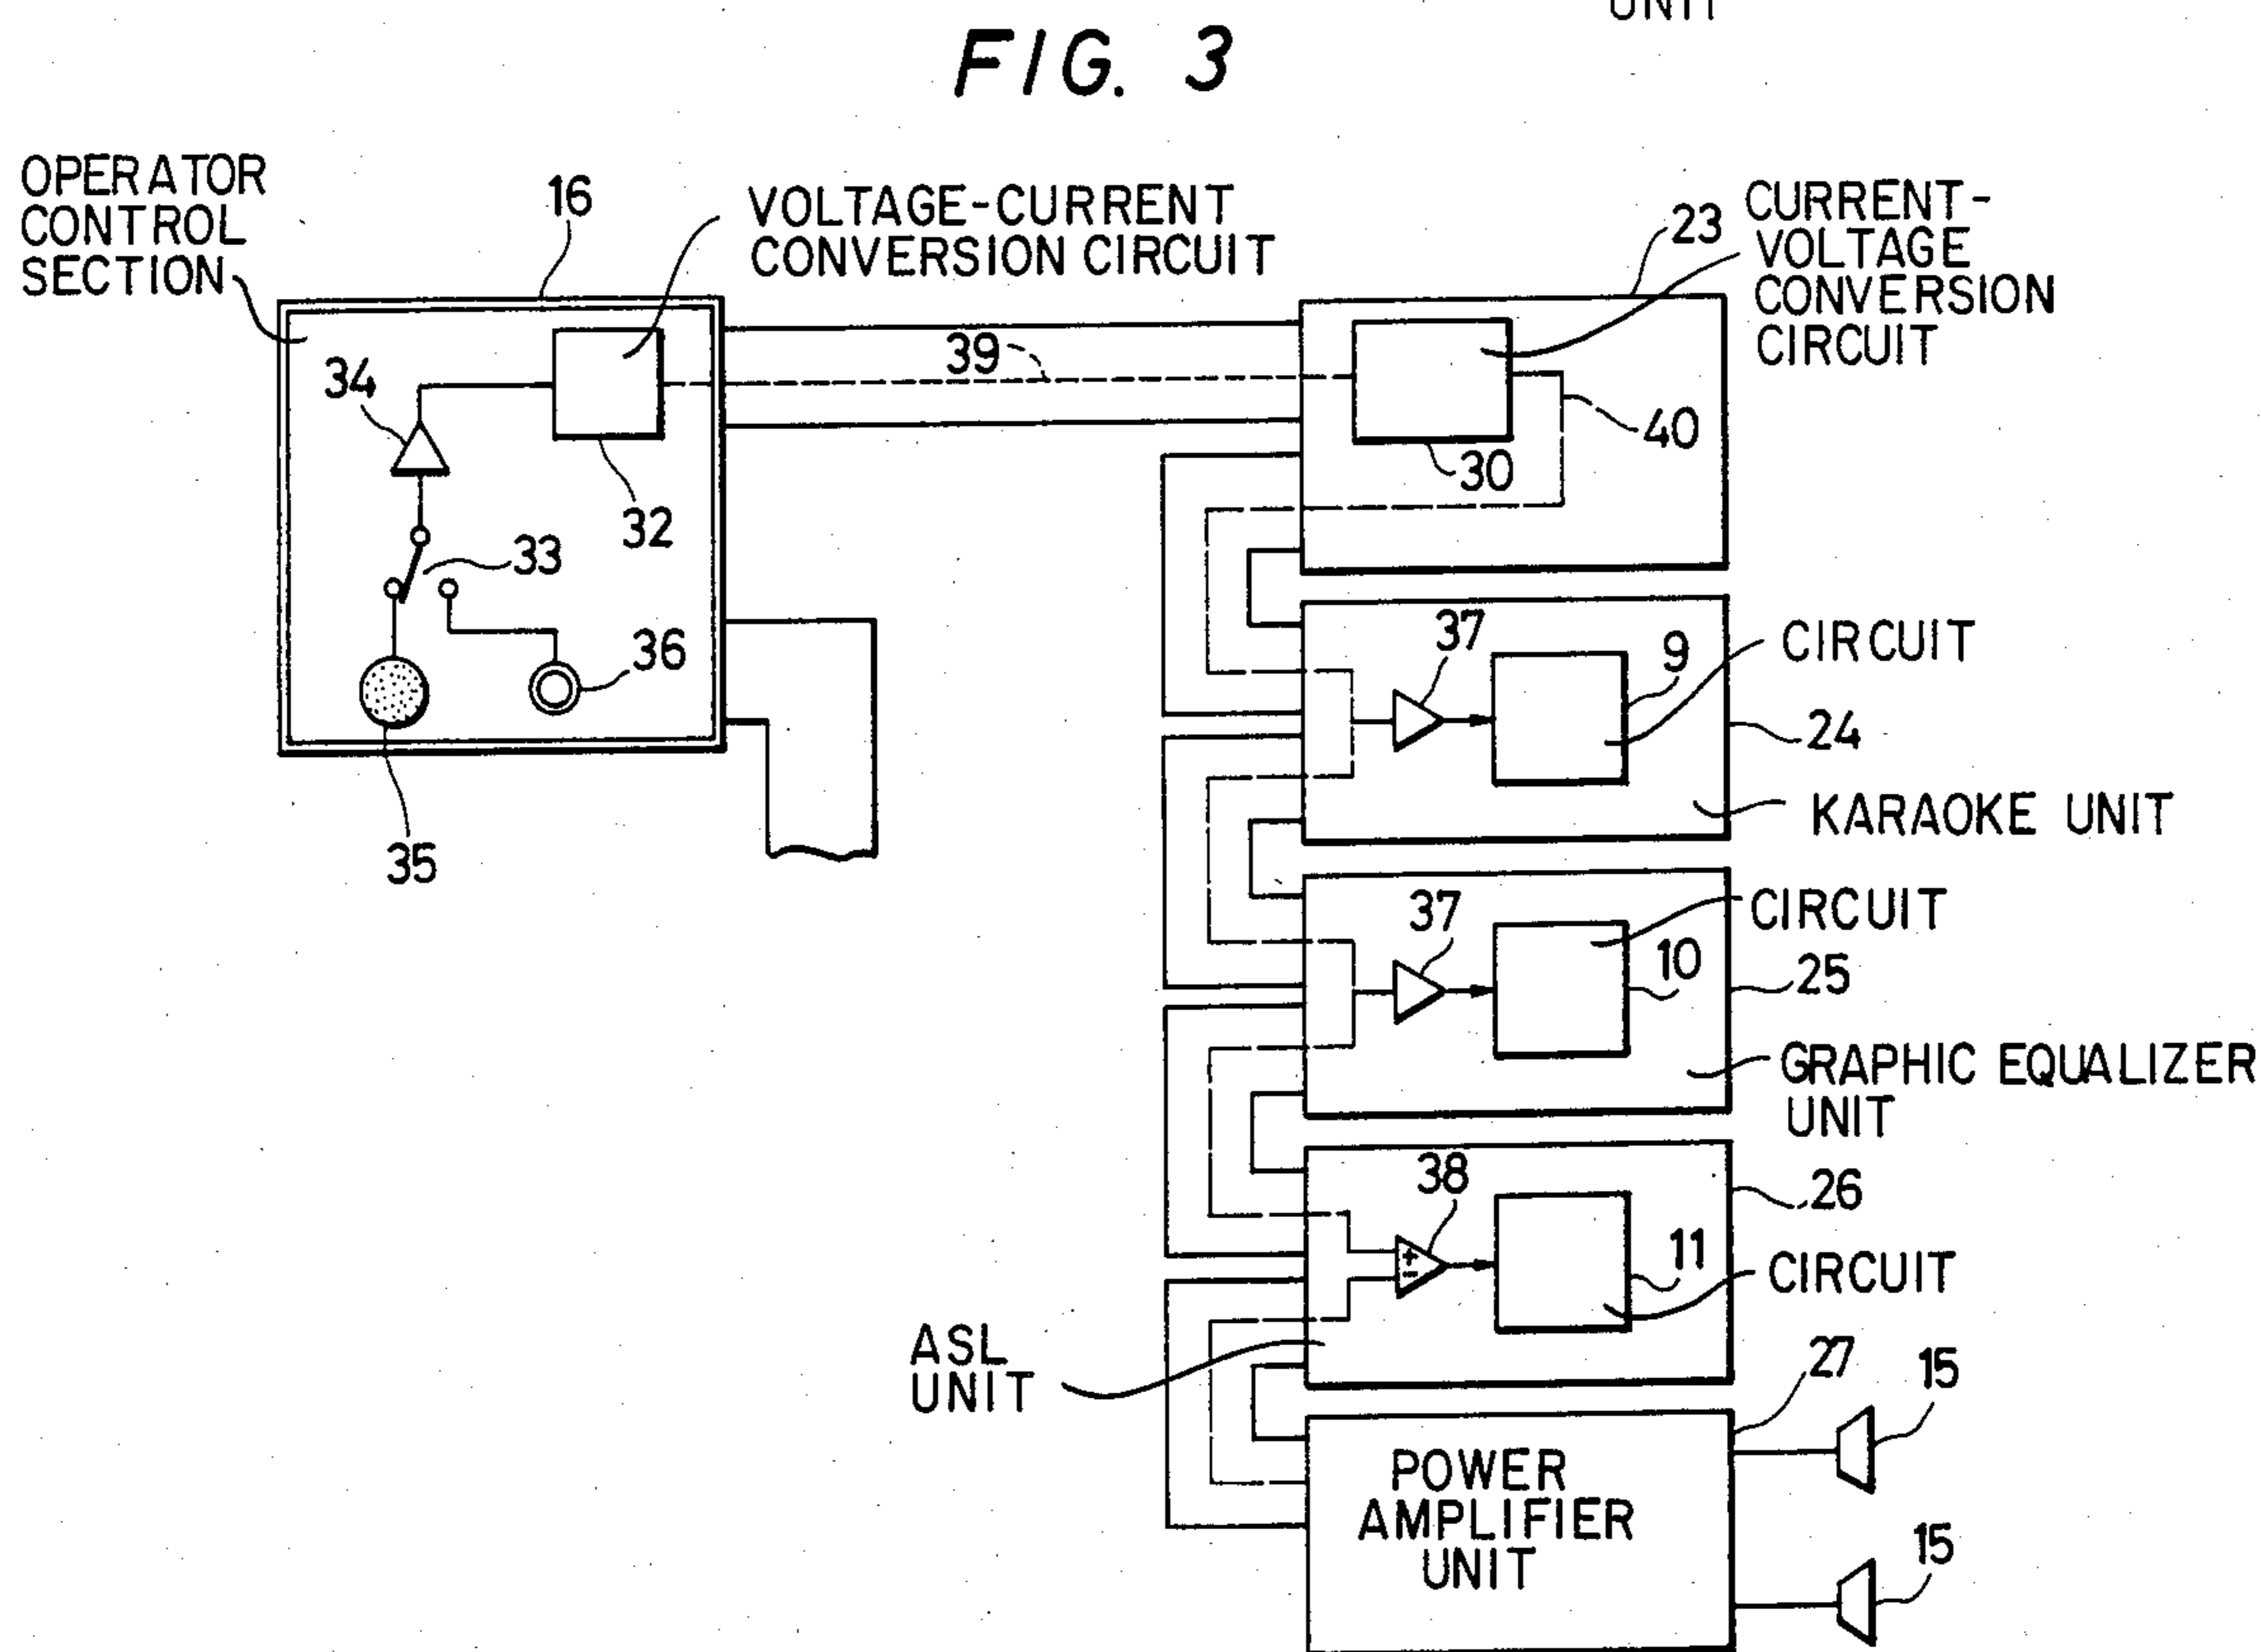 UNIT
FIG. 3
OPERATOR
CONTROL
SECTION
16
VOLTAGE-CURRENT
CONVERSION CIRCUIT
23
CURRENT-
VOLTAGE
CONVERSION
CIRCUIT
34
39
40
30
32
33
36
35
37
9
CIRCUIT
24
KARAOKE UNIT
37
CIRCUIT
10
25
GRAPHIC EQUALIZER
UNIT
38
26
11
CIRCUIT
ASL
UNIT
27
15
POWER
AMPLIFIER
UNIT
15
+
-